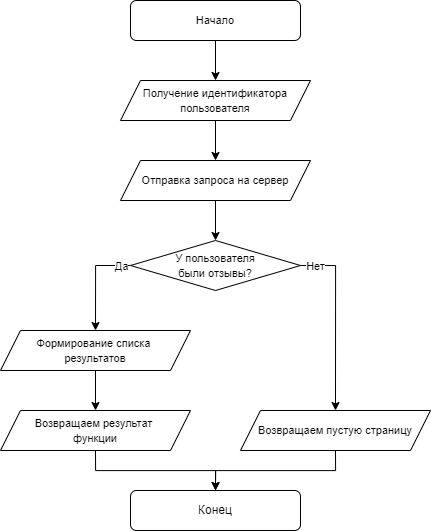 Начало
Получение идентификатора
пользователя
Отправка запроса на сервер
У пользователя
были отзывы?
Да
Нет
Формирование списка
результатов
Возвращаем результат
функции
Возвращаем пустую страницу
Конец